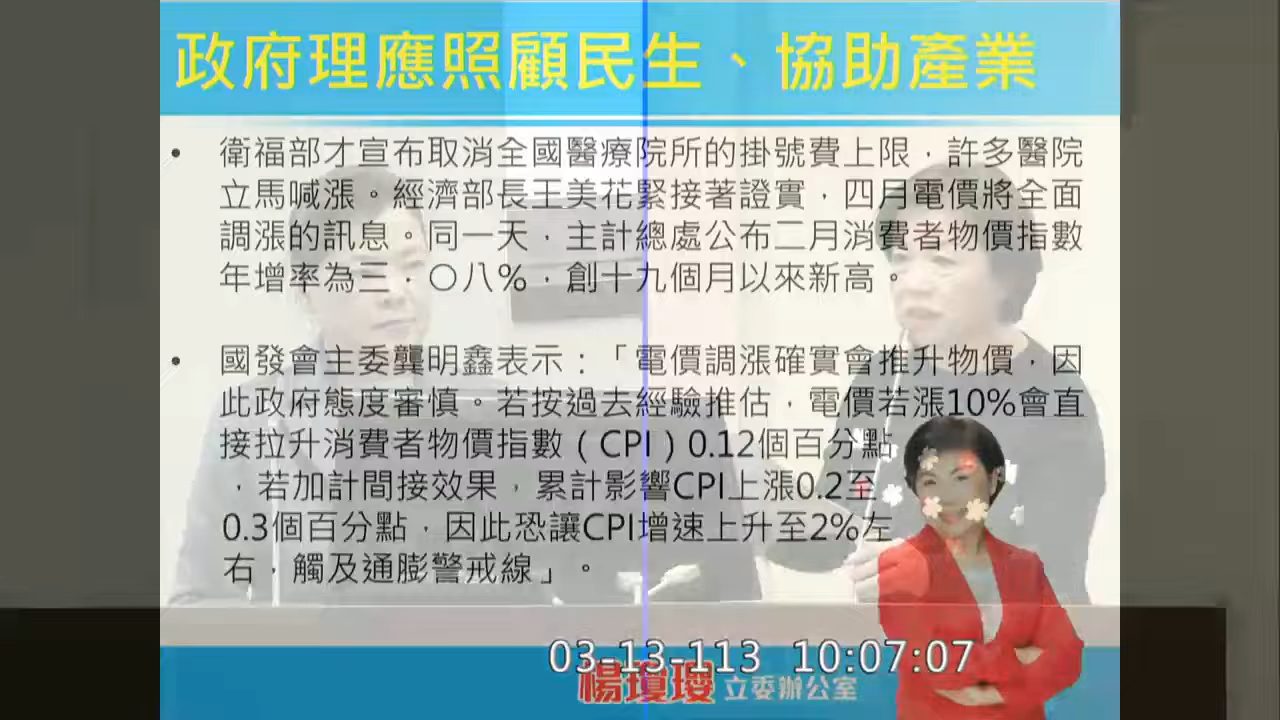 政府理應照顧民生、協助產業
• 衛福部才宣布取消全國醫療院所的掛號費上限，許多醫院
立馬喊漲。經濟部長王美花緊接著證實，四月電價將全面
調漲的訊息。同一天，主計總處公布二月消費者物價指數
年增率為三．〇八%，創十九個月以來新高。
• 國發會主委龔明鑫表示：「電價調漲確實會推升物價，因
此政府態度審慎。若按過去經驗推估，電價若漲10%會直
接拉升消費者物價指數（CPI）0.12個百分點
，若加計間接效果，累計影響CPI上漲0.2至
0.3個百分點，因此恐讓CPI增速上升至2%左
右，觸及通膨警戒線」。
03-13-113 10:07:07
楊瓊瓔 立委辦公室